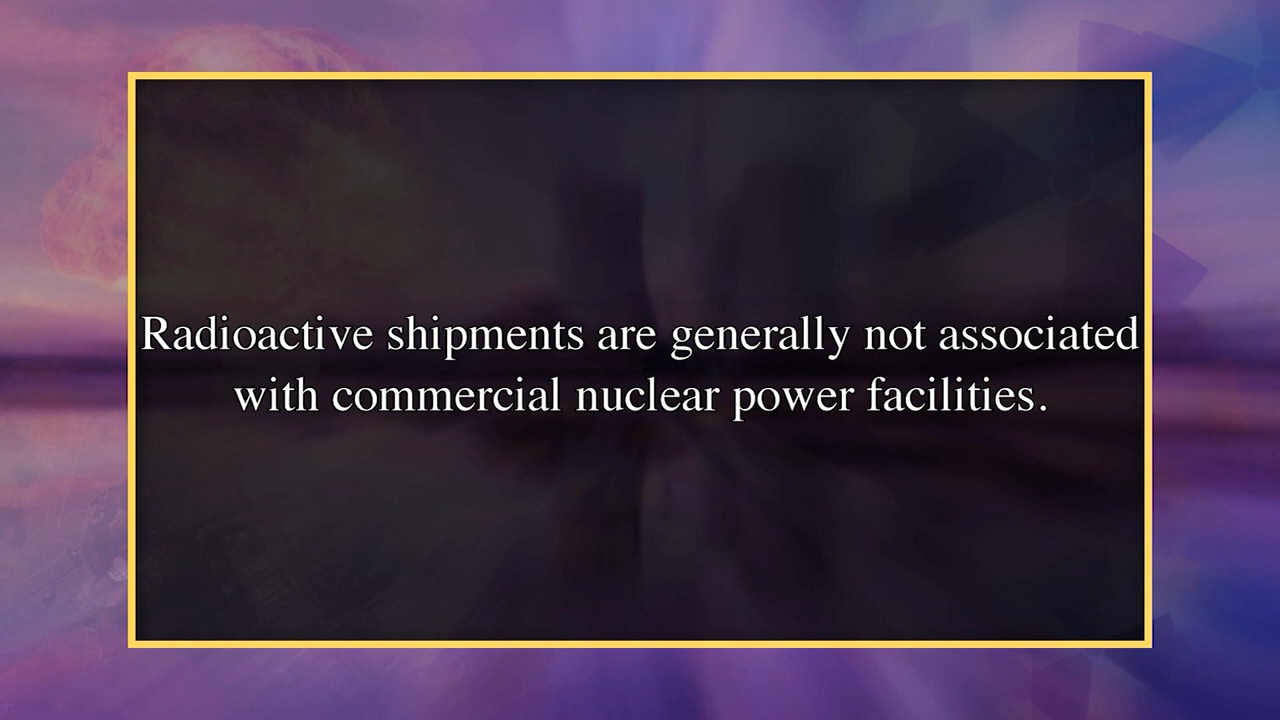 Radioactive shipments are generally not associated
with commercial nuclear power facilities.